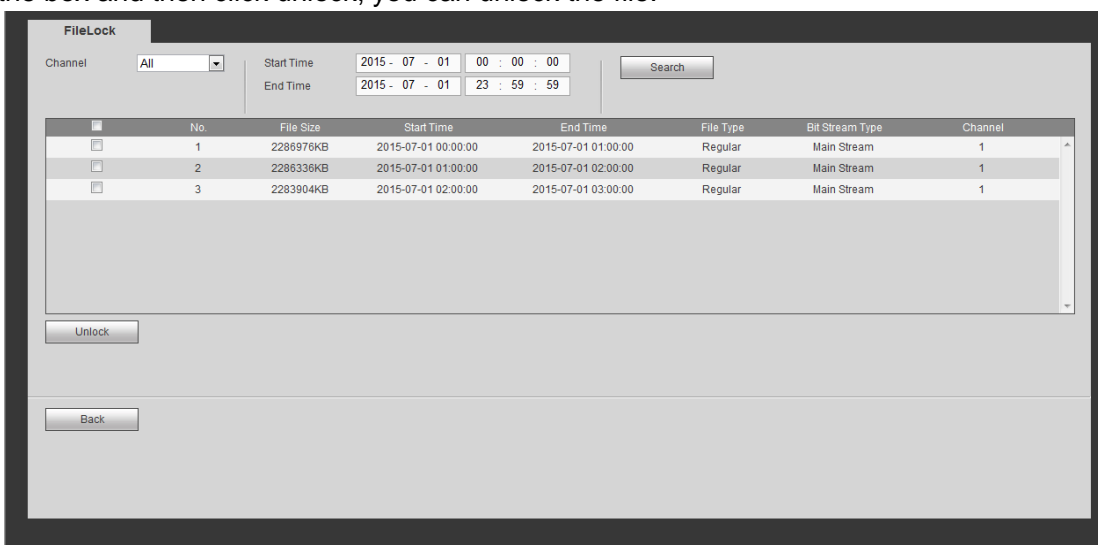 the box and then click unlock, you can unlock the file.
FileLock
Channel All Start Time 2015 - 07 - 01 00 : 00 : 00 Search
End Time 2015 - 07 - 01 23 : 59 : 59
No. File Size Start Time End Time File Type Bit Stream Type Channel
1 2286976KB 2015-07-01 00:00:00 2015-07-01 01:00:00 Regular Main Stream 1
2 2286336KB 2015-07-01 01:00:00 2015-07-01 02:00:00 Regular Main Stream 1
3 2283904KB 2015-07-01 02:00:00 2015-07-01 03:00:00 Regular Main Stream 1
Unlock
Back